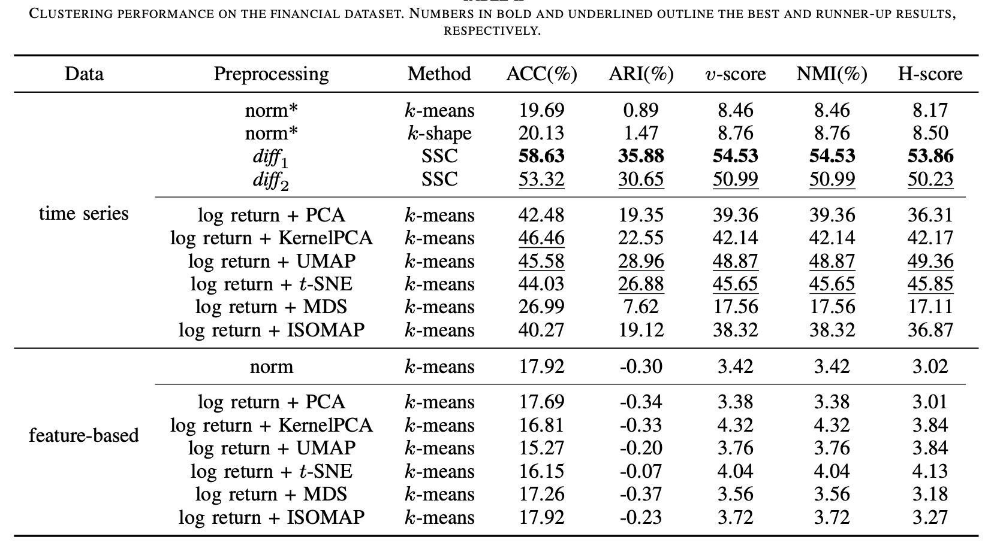 CLUSTERING PERFORMANCE ON THE FINANCIAL DATASET. NUMBERS IN BOLD AND UNDERLINED OUTLINE THE BEST AND RUNNER-UP RESULTS,
RESPECTIVELY.
Data Preprocessing Method ACC(%) ARI(%) v-score NMI(%) H-score
norm* k-means 19.69 0.89 8.46 8.46 8.17
norm* k-shape 20.13 1.47 8.76 8.76 8.50
diff₁ SSC 58.63 35.88 54.53 54.53 53.86
diff₂ SSC 53.32 30.65 50.99 50.99 50.23
time series log return + PCA k-means 42.48 19.35 39.36 39.36 36.31
log return + KernelPCA k-means 46.46 22.55 42.14 42.14 42.17
log return + UMAP k-means 45.58 28.96 48.87 48.87 49.36
log return + t-SNE k-means 44.03 26.88 45.65 45.65 45.85
log return + MDS k-means 26.99 7.62 17.56 17.56 17.11
log return + ISOMAP k-means 40.27 19.12 38.32 38.32 36.87
norm k-means 17.92 -0.30 3.42 3.42 3.02
log return + PCA k-means 17.69 -0.34 3.38 3.38 3.01
log return + KernelPCA k-means 16.81 -0.33 4.32 4.32 3.84
feature-based log return + UMAP k-means 15.27 -0.20 3.76 3.76 3.84
log return + t-SNE k-means 16.15 -0.07 4.04 4.04 4.13
log return + MDS k-means 17.26 -0.37 3.56 3.56 3.18
log return + ISOMAP k-means 17.92 -0.23 3.72 3.72 3.27